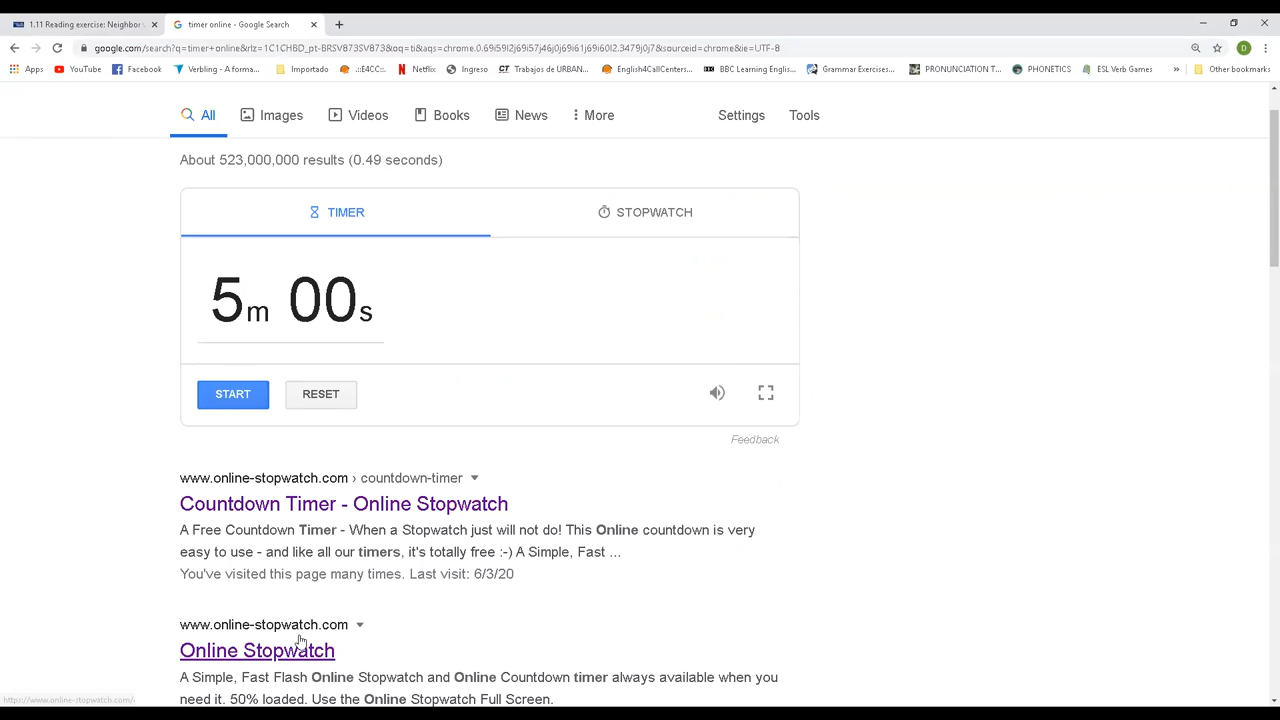 1.11 Reading exercise: Neighbor
timer online - Google Search
google.com/search?q=timer+online&rlz=1C1CHBD_pt-BRSV873SV873&oq=ti&aqs=chrome.0.69i59l2j69i57j46j0j69i61j69i60l2.3479j0j7&sourceid=chrome&ie=UTF-8
D
Apps YouTube Facebook Verbling - A forma... Importado .::E4CC::. Netflix Ingreso Trabajos de URBAN... English4CallCenters... BBC Learning Englis... Grammar Exercises... PRONUNCIATION T... PHONETICS ESL Verb Games » Other bookmarks
All Images Videos Books News More Settings Tools
About 523,000,000 results (0.49 seconds)
TIMER STOPWATCH
5m 00s
START RESET
Feedback
www.online-stopwatch.com › countdown-timer
Countdown Timer - Online Stopwatch
A Free Countdown Timer - When a Stopwatch just will not do! This Online countdown is very
easy to use - and like all our timers, it's totally free :-) A Simple, Fast ...
You've visited this page many times. Last visit: 6/3/20
www.online-stopwatch.com
Online Stopwatch
A Simple, Fast Flash Online Stopwatch and Online Countdown timer always available when you
need it. 50% loaded. Use the Online Stopwatch Full Screen.
https://www.online-stopwatch.com/